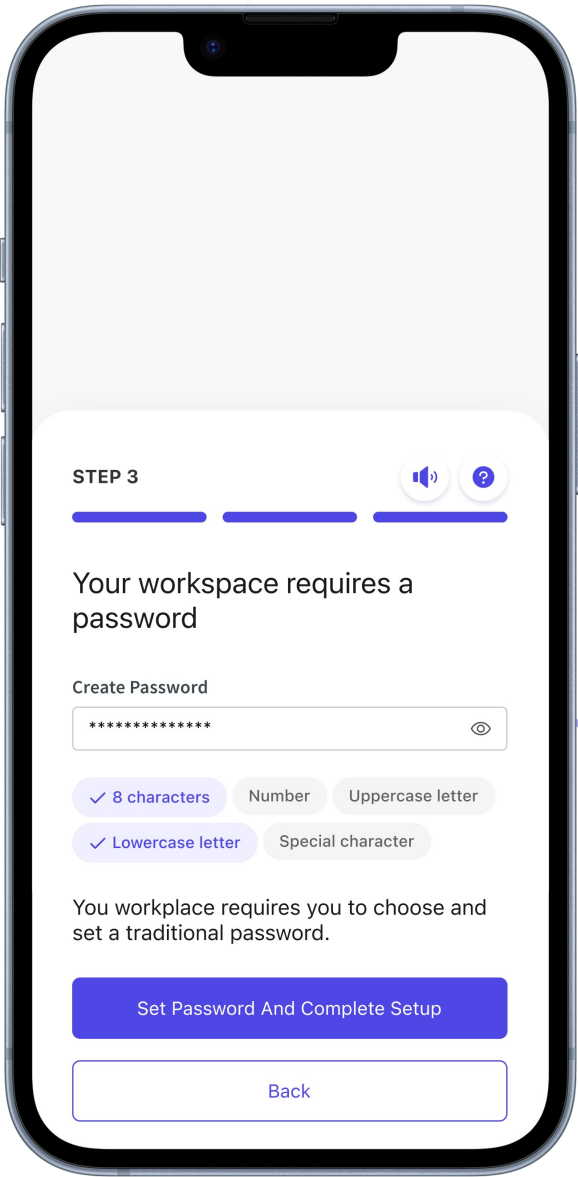 STEP 3
Your workspace requires a
password
Create Password
**************
8 characters
Number
Uppercase letter
Lowercase letter
Special character
You workplace requires you to choose and
set a traditional password.
Set Password And Complete Setup
Back